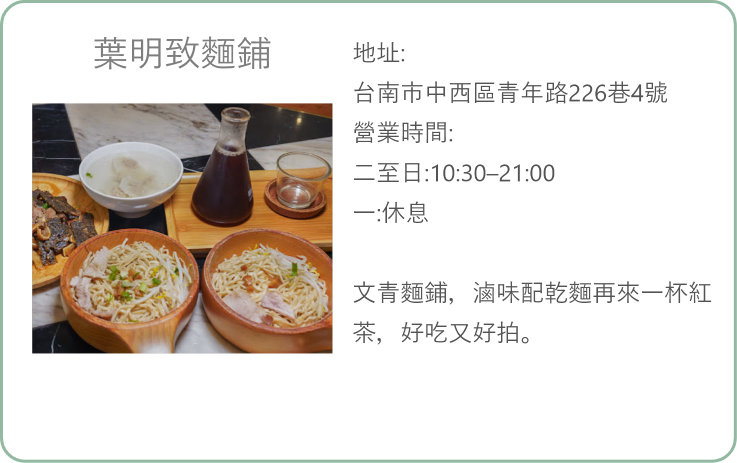 葉明致麵鋪
地址:
台南市中西區青年路226巷4號
營業時間:
二至日:10:30–21:00
一:休息
文青麵鋪，滷味配乾麵再來一杯紅
茶，好吃又好拍。